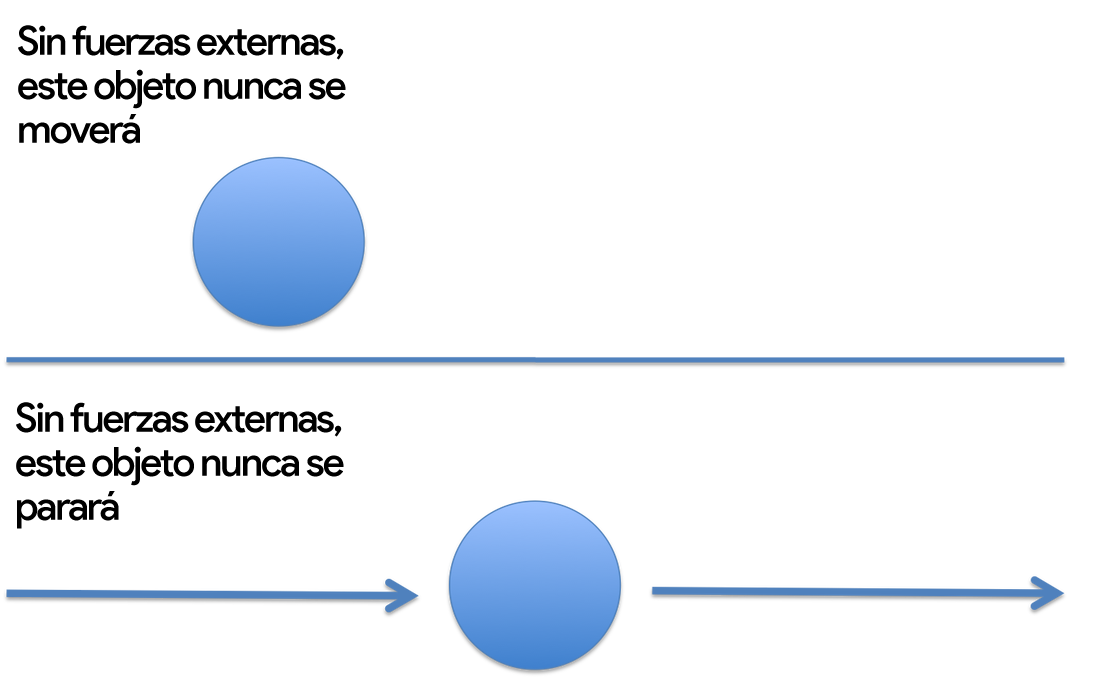 Sin fuerzas externas,
este objeto nunca se
moverá
Sin fuerzas externas,
este objeto nunca se
parará